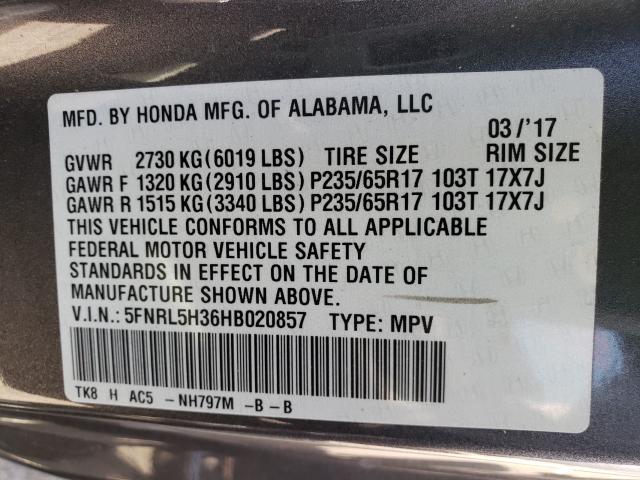 MFD. BY HONDA MFG. OF ALABAMA, LLC
03/'17
GVWR 2730 KG(6019 LBS) TIRE SIZE RIM SIZE
GAWR F 1320 KG(2910 LBS)P235/65R17 103T 17X7J
GAWR R 1515 KG(3340 LBS)P235/65R17 103T 17X7J
THIS VEHICLE CONFORMS TO ALL APPLICABLE
FEDERAL MOTOR VEHICLE SAFETY
STANDARDS IN EFFECT ON THE DATE OF
MANUFACTURE SHOWN ABOVE.
V.I.N.: 5FNRL5H36HB020857 TYPE: MPV
TK8 H AC5 -NH797M -B-B